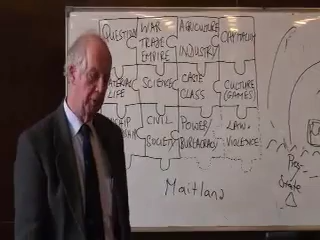 QUESTION
WAR
TRADE
EMPIRE
AGRICULTURE
INDUSTRY
CAPITALISM
LIFE
SCIENCE
CASTE
CLASS
CULTURE
(GAMES)
CIVIL
SOCIETY
POWER/
BUREAUCRACY
LAW
VIOLENCE
Maitland
State